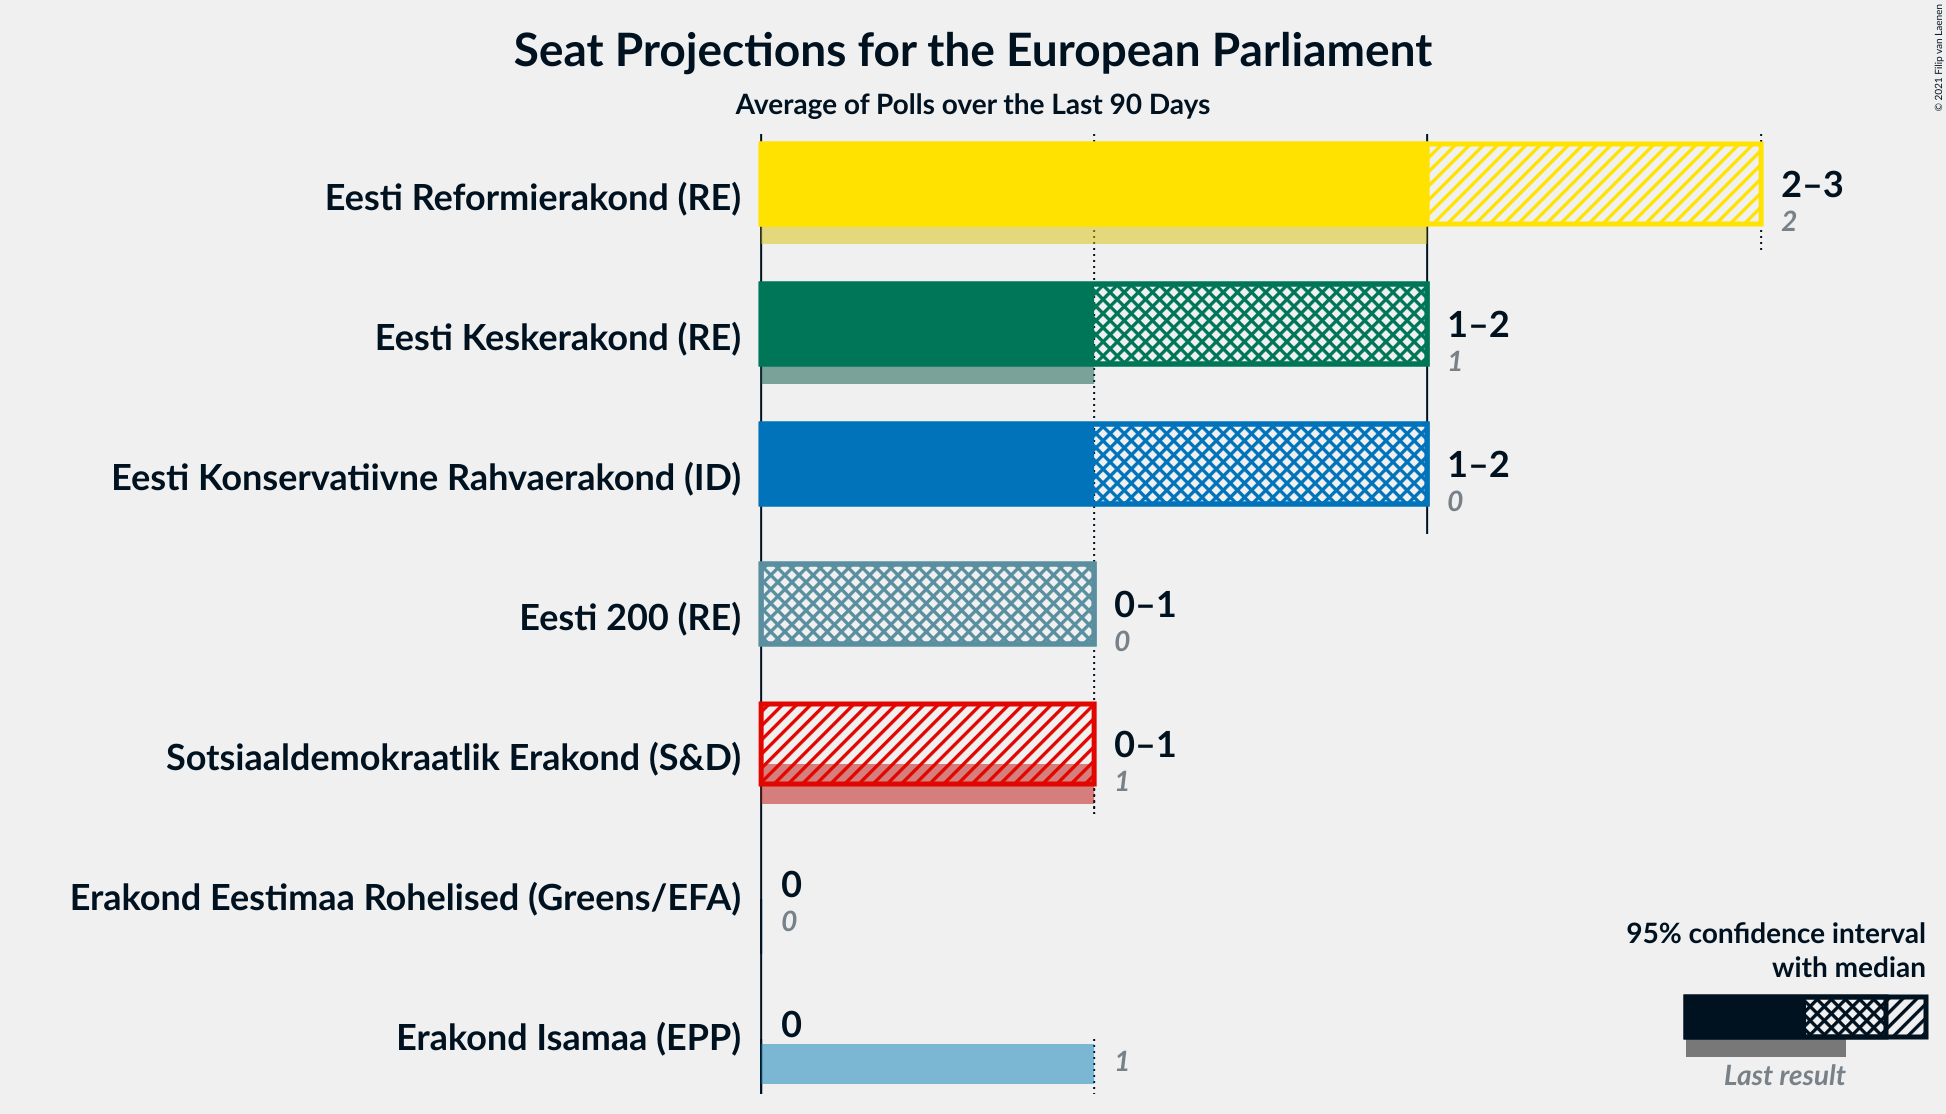 Seat Projections for the European Parliament
Average of Polls over the Last 90 Days
© 2021 Filip van Laenen
Eesti Reformierakond (RE)
2–3
2
Eesti Keskerakond (RE)
1–2
1
Eesti Konservatiivne Rahvaerakond (ID)
1–2
0
Eesti 200 (RE)
0–1
0
Sotsiaaldemokraatlik Erakond (S&D)
0–1
1
Erakond Eestimaa Rohelised (Greens/EFA)
0
0
Erakond Isamaa (EPP)
0
1
95% confidence interval
with median
Last result